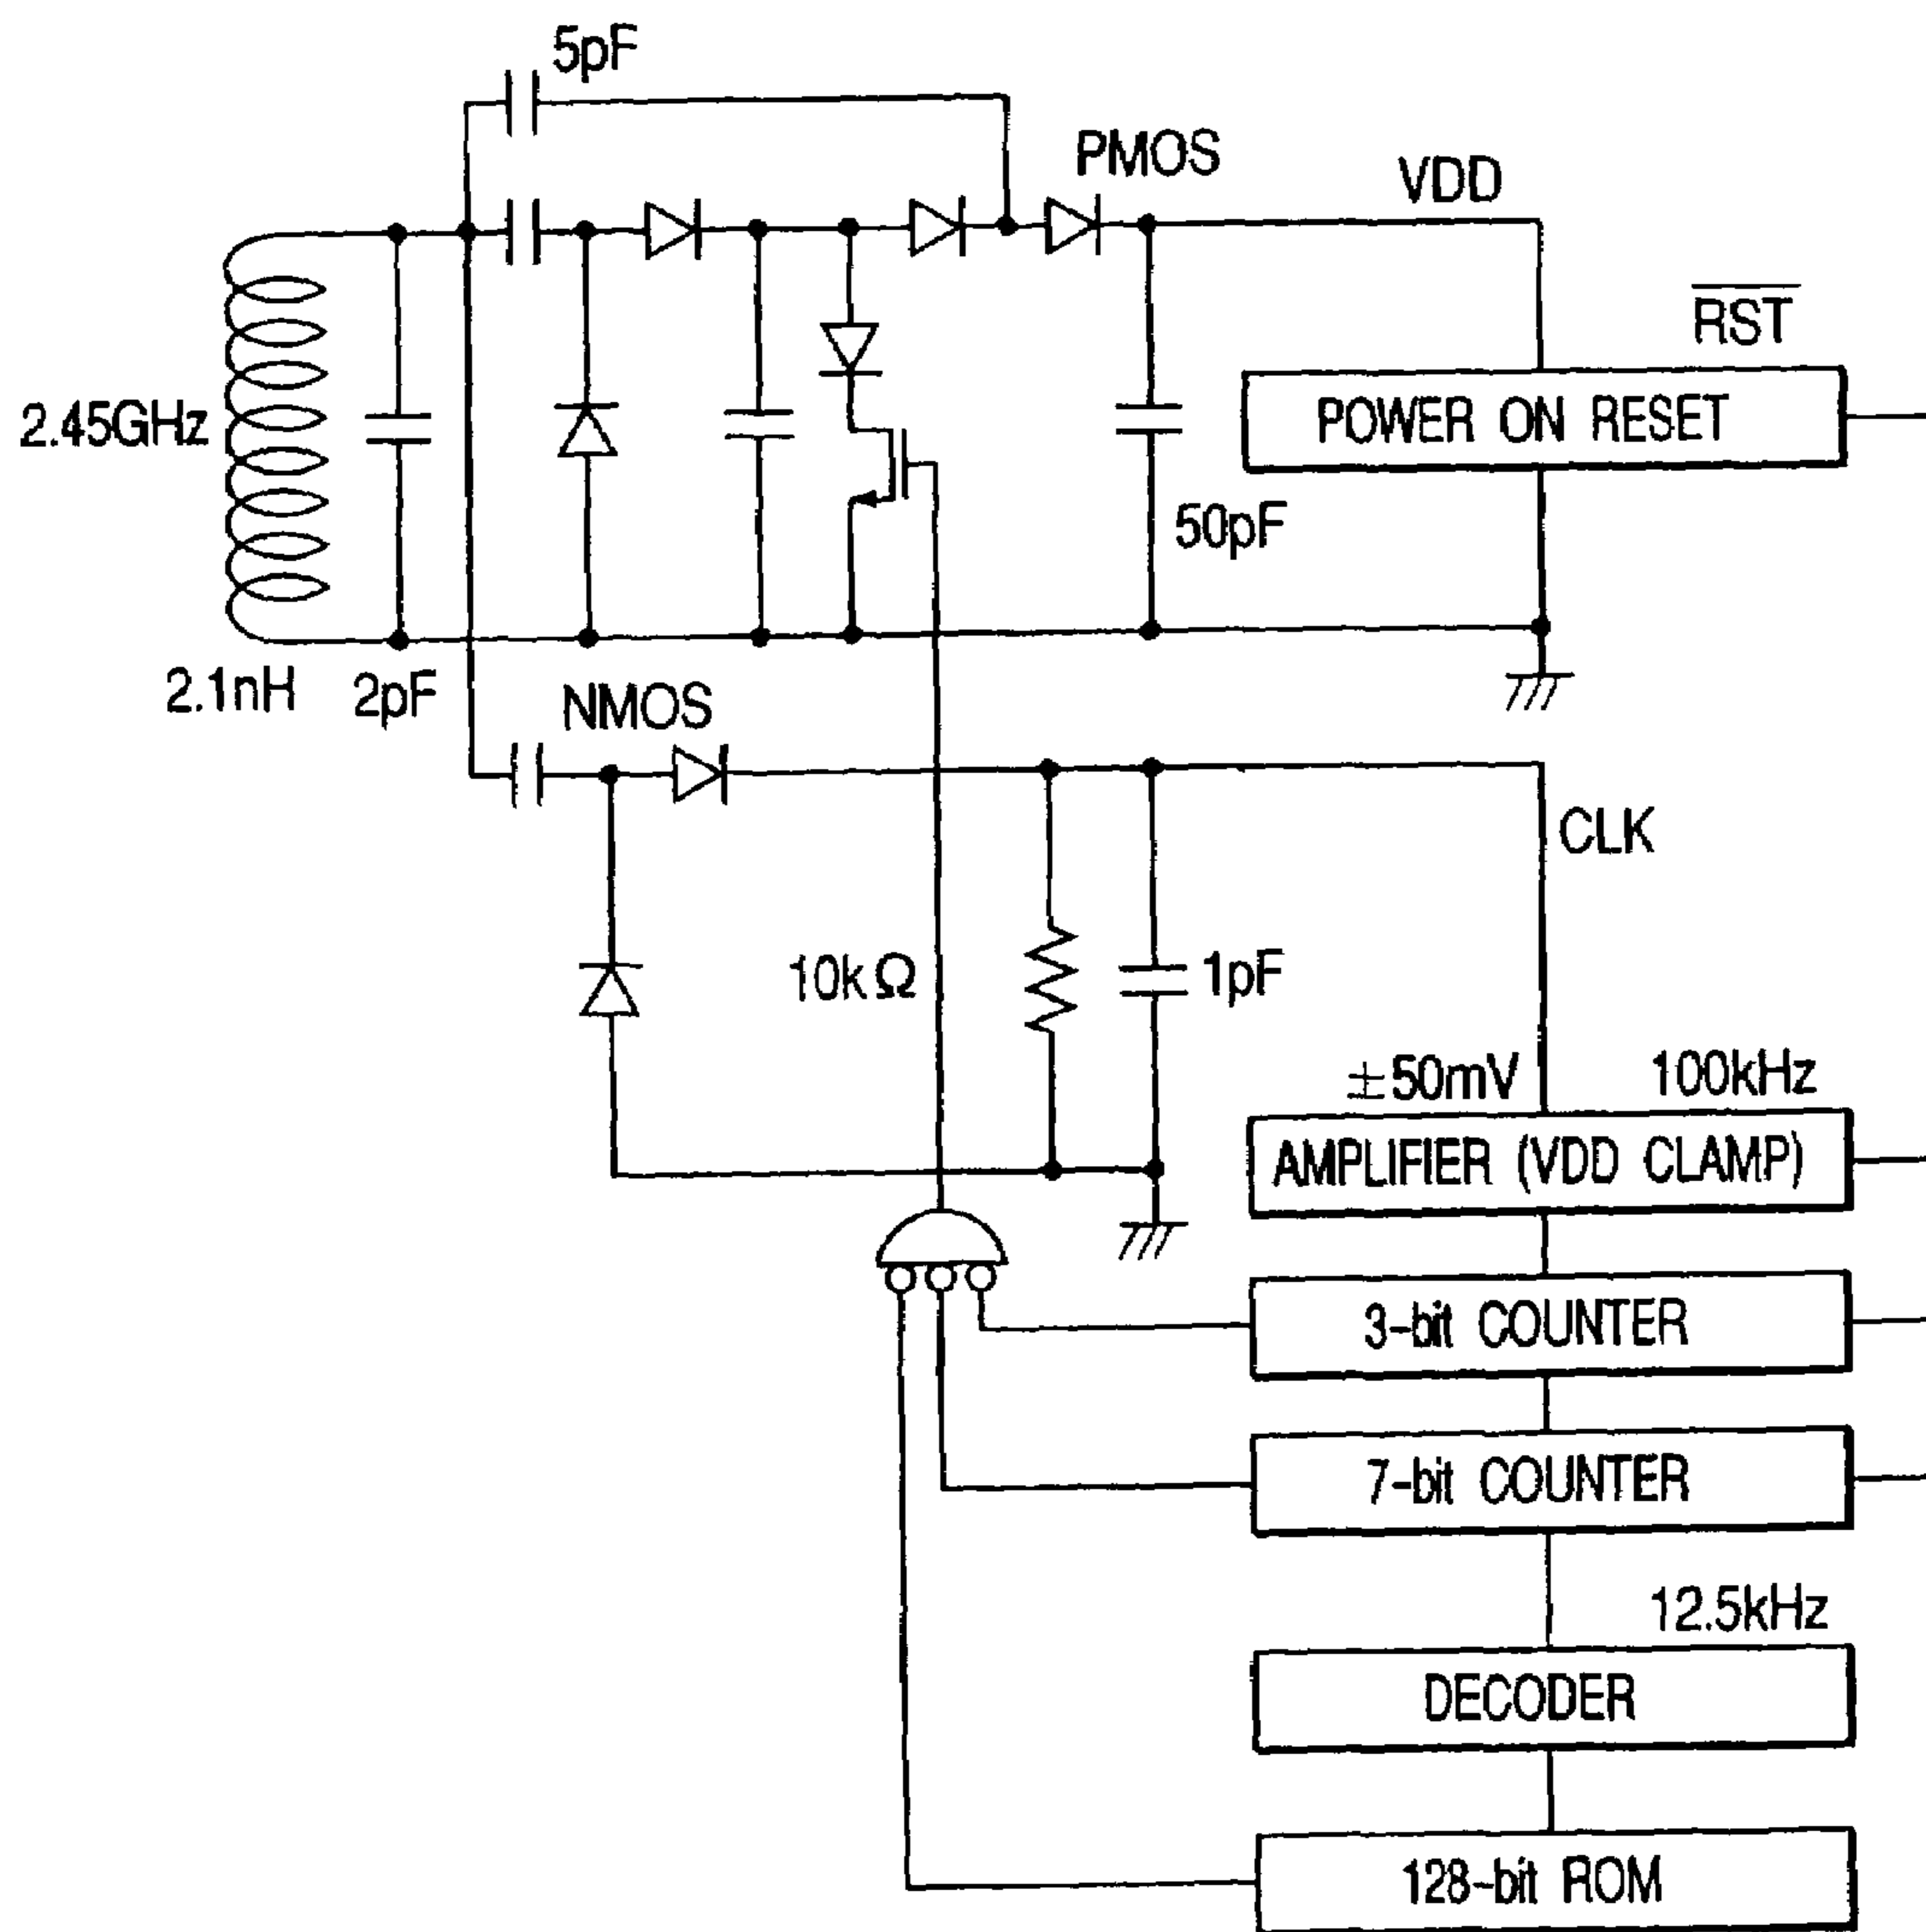 5pF
PMOS
VDD
RST
2.45GHz
POWER ON RESET
50pF
2.1nH
2pF
NMOS
CLK
10kΩ
1pF
±50mV
100kHz
AMPLIFIER (VDD CLAMP)
3-bit COUNTER
7-bit COUNTER
12.5kHz
DECODER
128-bit ROM